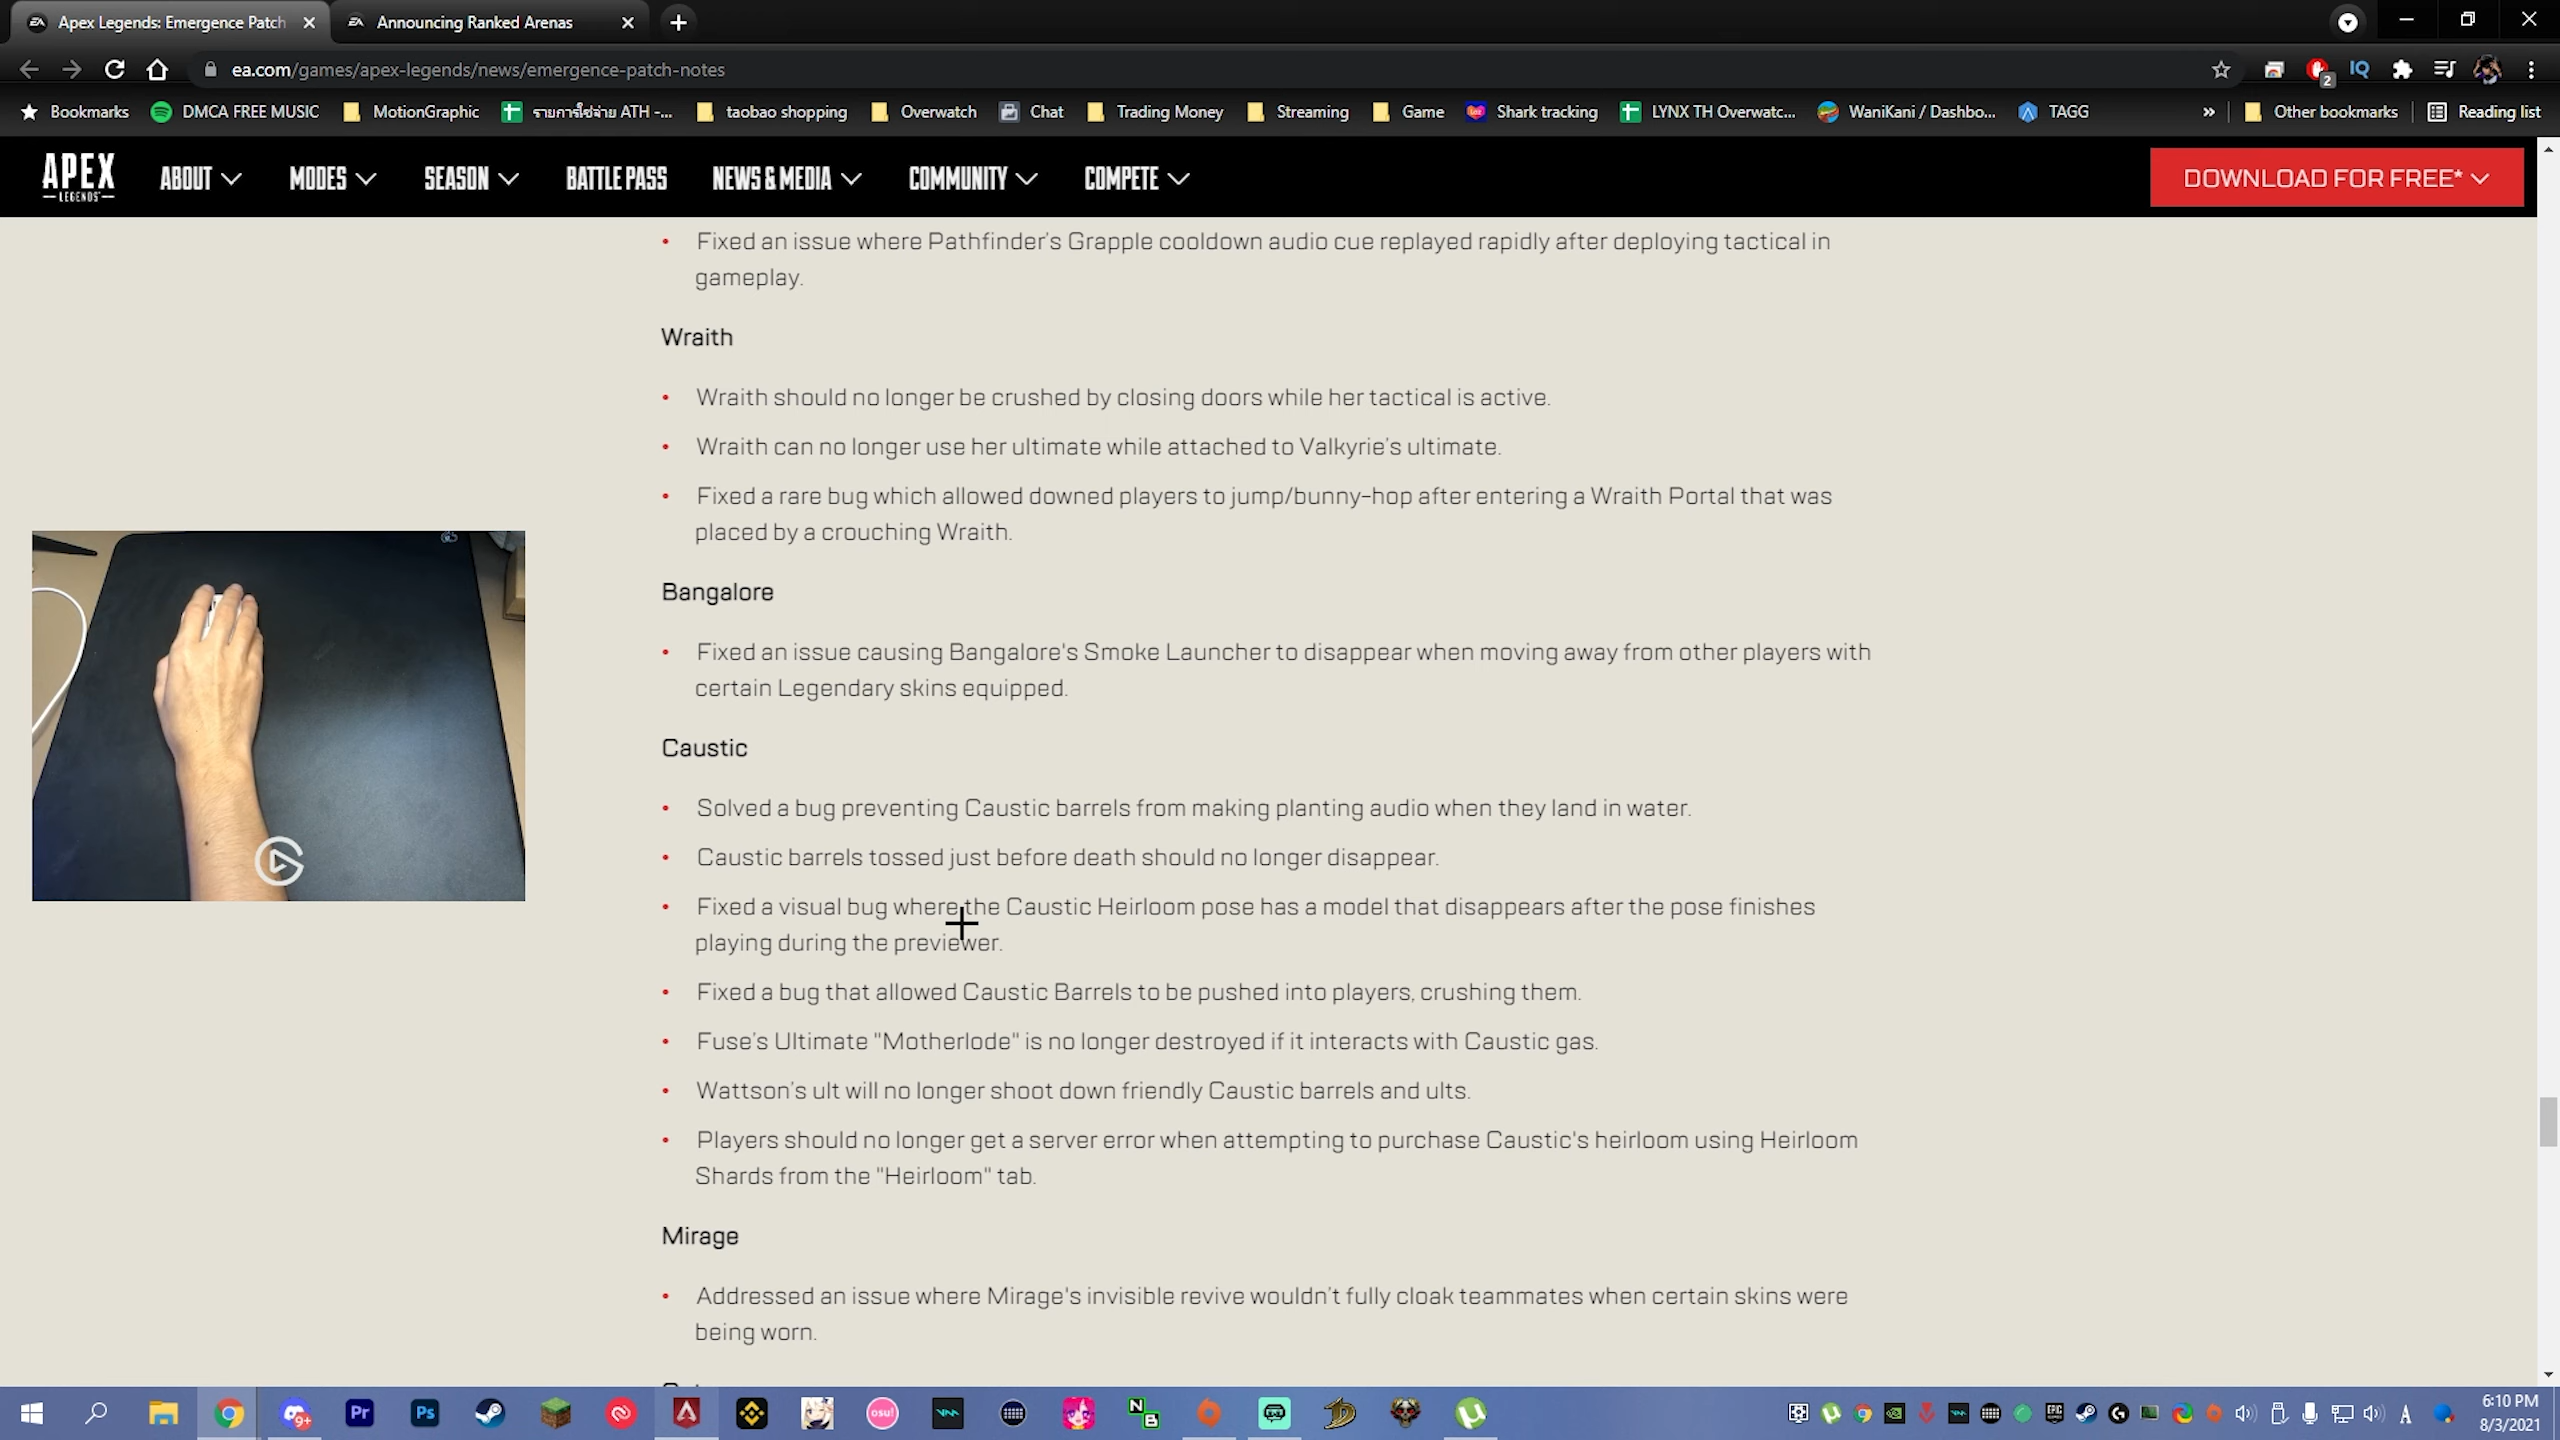 Apex Legends: Emergence Patch
Announcing Ranked Arenas
ea.com/games/apex-legends/news/emergence-patch-notes
2
IQ
Bookmarks
DMCA FREE MUSIC
MotionGraphic
รายการใช่จ่าย ATH -...
taobao shopping
Overwatch
Chat
Trading Money
Streaming
Game
Shark tracking
LYNX TH Overwatc...
WaniKani / Dashbo...
TAGG
»
Other bookmarks
Reading list
APEX
LEGENDS
ABOUT
MODES
SEASON
BATTLE PASS
NEWS & MEDIA
COMMUNITY
COMPETE
DOWNLOAD FOR FREE*
• Fixed an issue where Pathfinder's Grapple cooldown audio cue replayed rapidly after deploying tactical in
gameplay.
Wraith
• Wraith should no longer be crushed by closing doors while her tactical is active.
• Wraith can no longer use her ultimate while attached to Valkyrie's ultimate.
• Fixed a rare bug which allowed downed players to jump/bunny-hop after entering a Wraith Portal that was
placed by a crouching Wraith.
Bangalore
• Fixed an issue causing Bangalore's Smoke Launcher to disappear when moving away from other players with
certain Legendary skins equipped.
Caustic
• Solved a bug preventing Caustic barrels from making planting audio when they land in water.
• Caustic barrels tossed just before death should no longer disappear.
• Fixed a visual bug where the Caustic Heirloom pose has a model that disappears after the pose finishes
playing during the previewer.
• Fixed a bug that allowed Caustic Barrels to be pushed into players, crushing them.
• Fuse's Ultimate "Motherlode" is no longer destroyed if it interacts with Caustic gas.
• Wattson's ult will no longer shoot down friendly Caustic barrels and ults.
• Players should no longer get a server error when attempting to purchase Caustic's heirloom using Heirloom
Shards from the "Heirloom" tab.
Mirage
• Addressed an issue where Mirage's invisible revive wouldn't fully cloak teammates when certain skins were
being worn.
9+
Pr
Ps
osu!
N
B
A
6:10 PM
8/3/2021